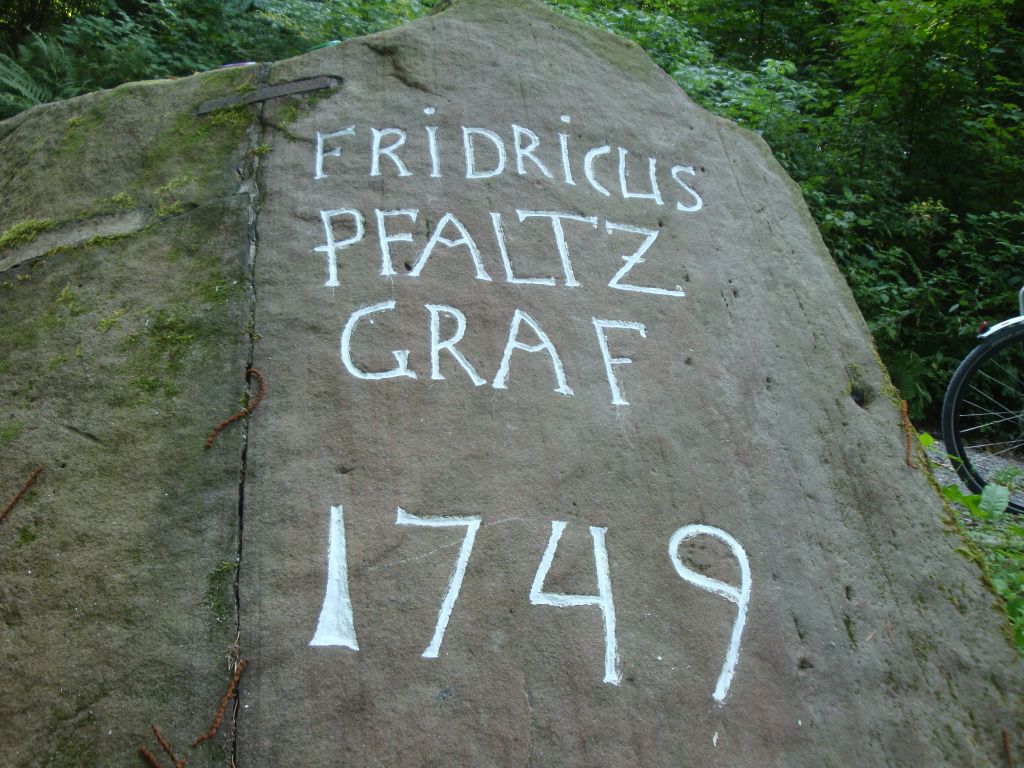 FRiDRiCUS
PFALTZ
GRAF
1749